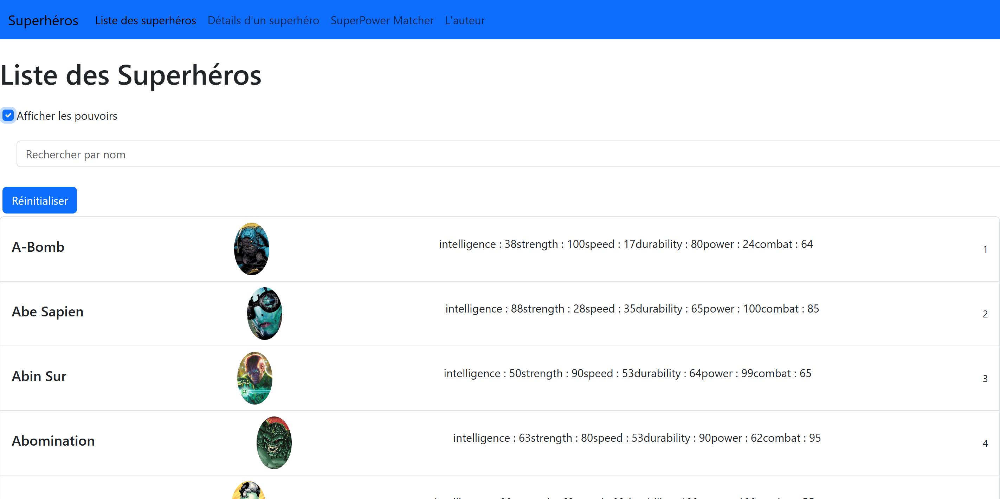 Superhéros Liste des superhéros Détails d'un superhéro SuperPower Matcher L'auteur
Liste des Superhéros
Afficher les pouvoirs
Rechercher par nom
Réinitialiser
A-Bomb intelligence : 38strength : 100speed : 17durability : 80power : 24combat : 64 1
Abe Sapien intelligence : 88strength : 28speed : 35durability : 65power : 100combat : 85 2
Abin Sur intelligence : 50strength : 90speed : 53durability : 64power : 99combat : 65 3
Abomination intelligence : 63strength : 80speed : 53durability : 90power : 62combat : 95 4